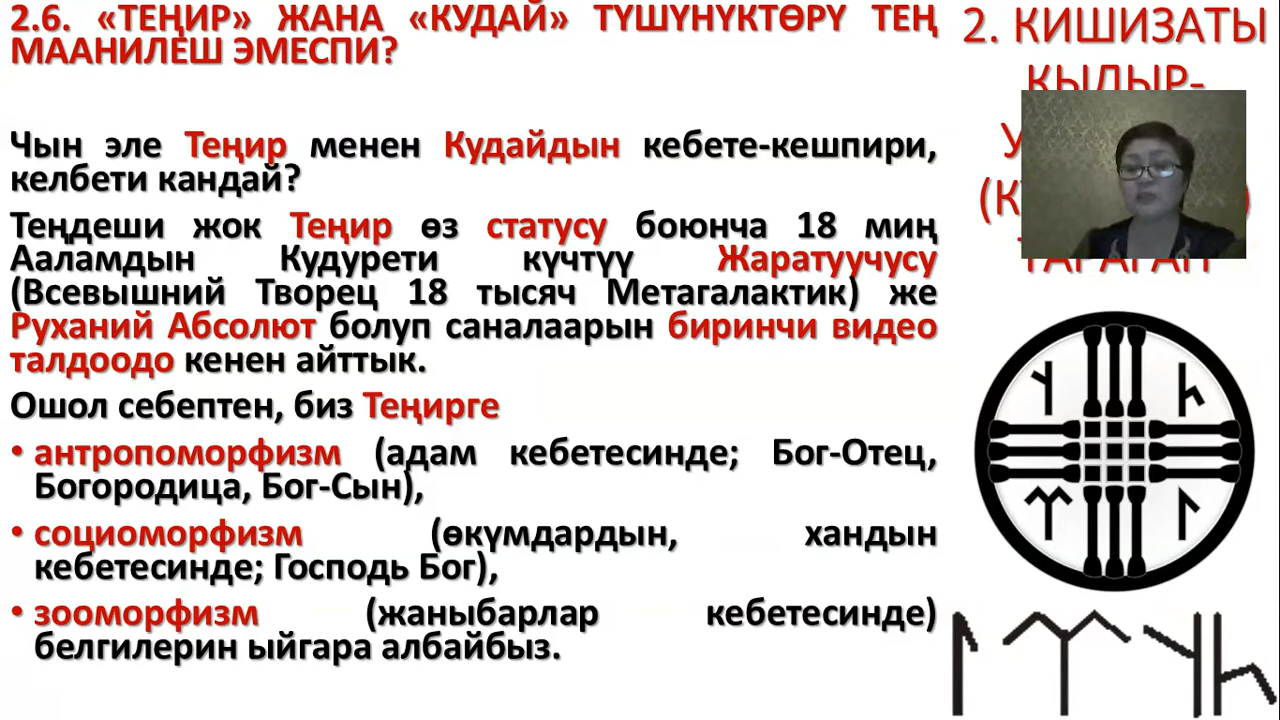 2.6. «ТЕҢИР» ЖАНА «КУДАЙ» ТҮШҮНҮКТӨРҮ ТЕҢ
МААНИЛЕШ ЭМЕСПИ?
Чын эле Теңир менен Кудайдын кебете-кешпири,
келбети кандай?
Теңдеши жок Теңир өз статусу боюнча 18 миң
Ааламдын Кудурети күчтүү Жаратуучусу
(Всевышний Творец 18 тысяч Метагалактик) же
Руханий Абсолют болуп саналаарын биринчи видео
талдоодо кенен айттык.
Ошол себептен, биз Теңирге
• антропоморфизм (адам кебетесинде; Бог-Отец,
Богородица, Бог-Сын),
• социоморфизм (өкүмдардын, хандын
кебетесинде; Господь Бог),
• зооморфизм (жаныбарлар кебетесинде)
белгилерин ыйгара албайбыз.
2. КИШИЗАТЫ
КЫДЫР-